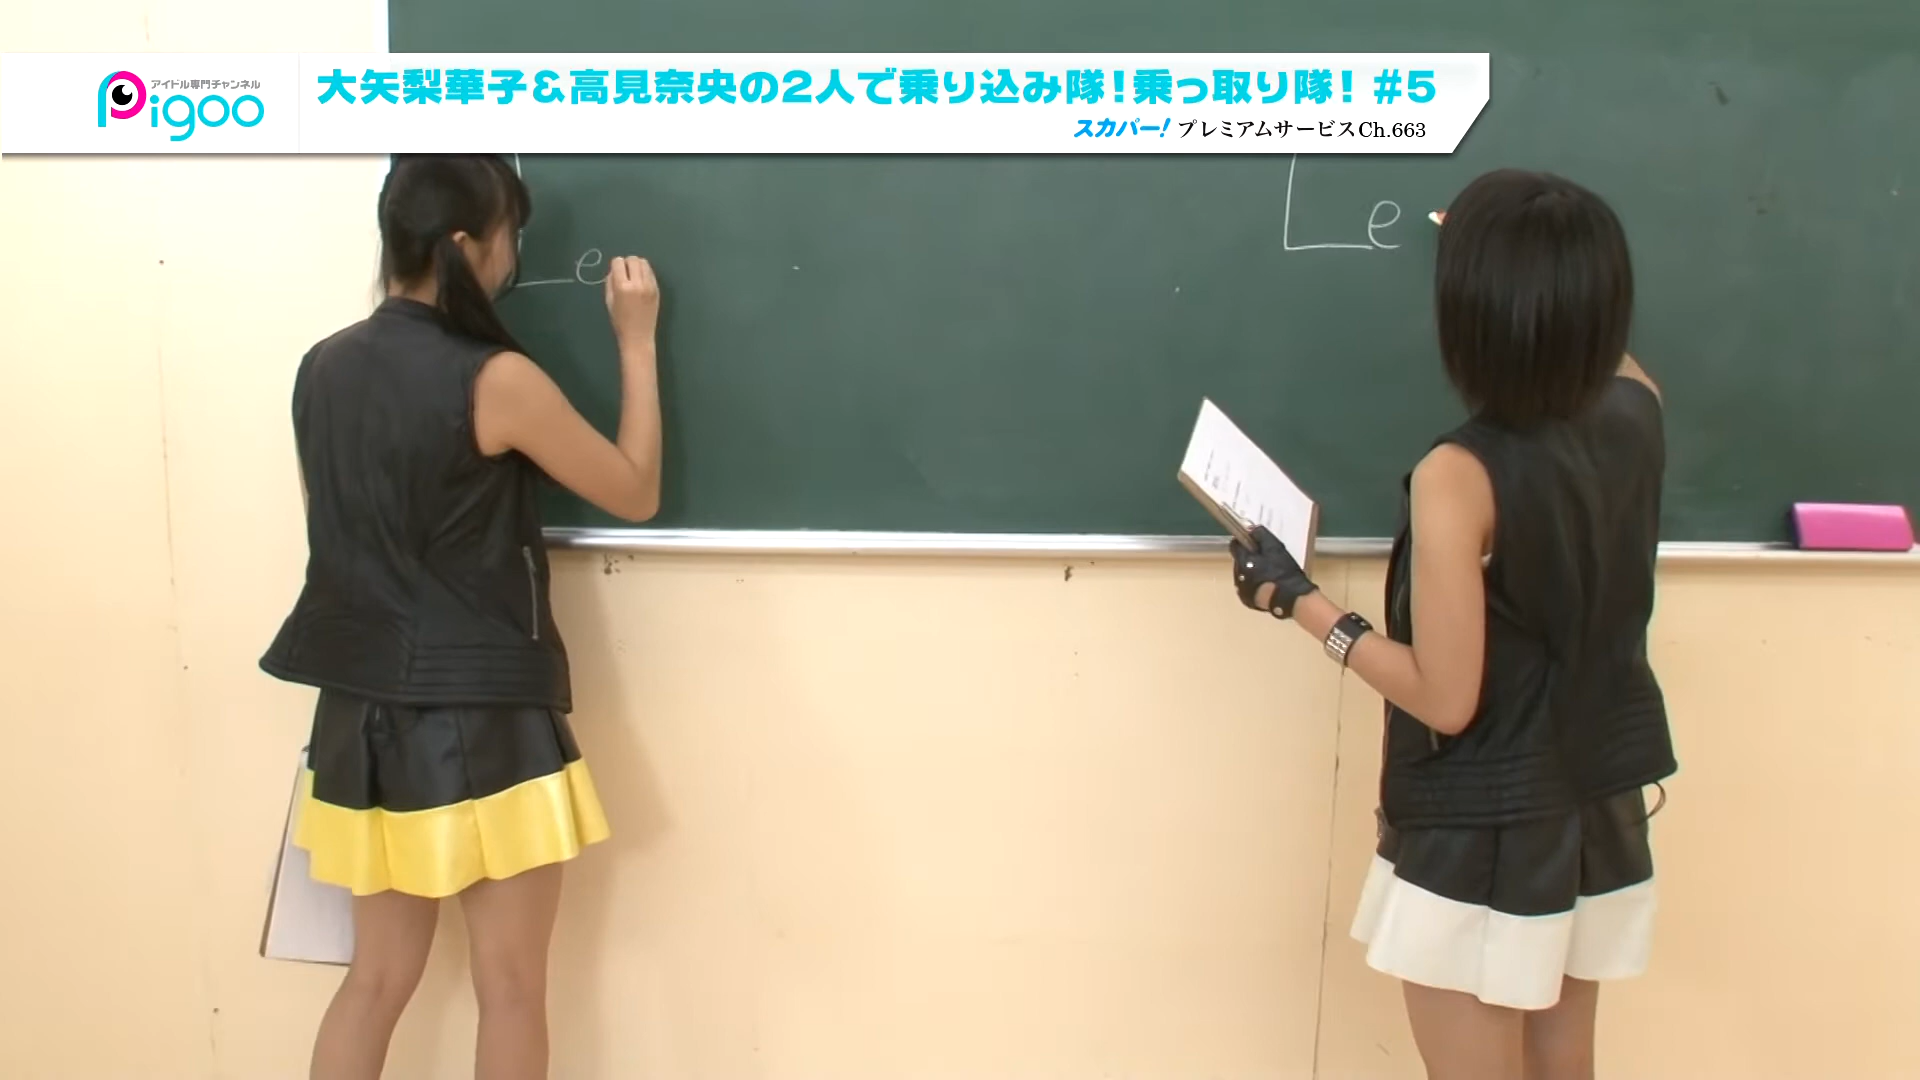 アイドル専門チャンネル
Pigoo
大矢梨華子＆高見奈央の2人で乗り込み隊！乗っ取り隊！ #5
スカパー！プレミアムサービスCh.663
Le
Le